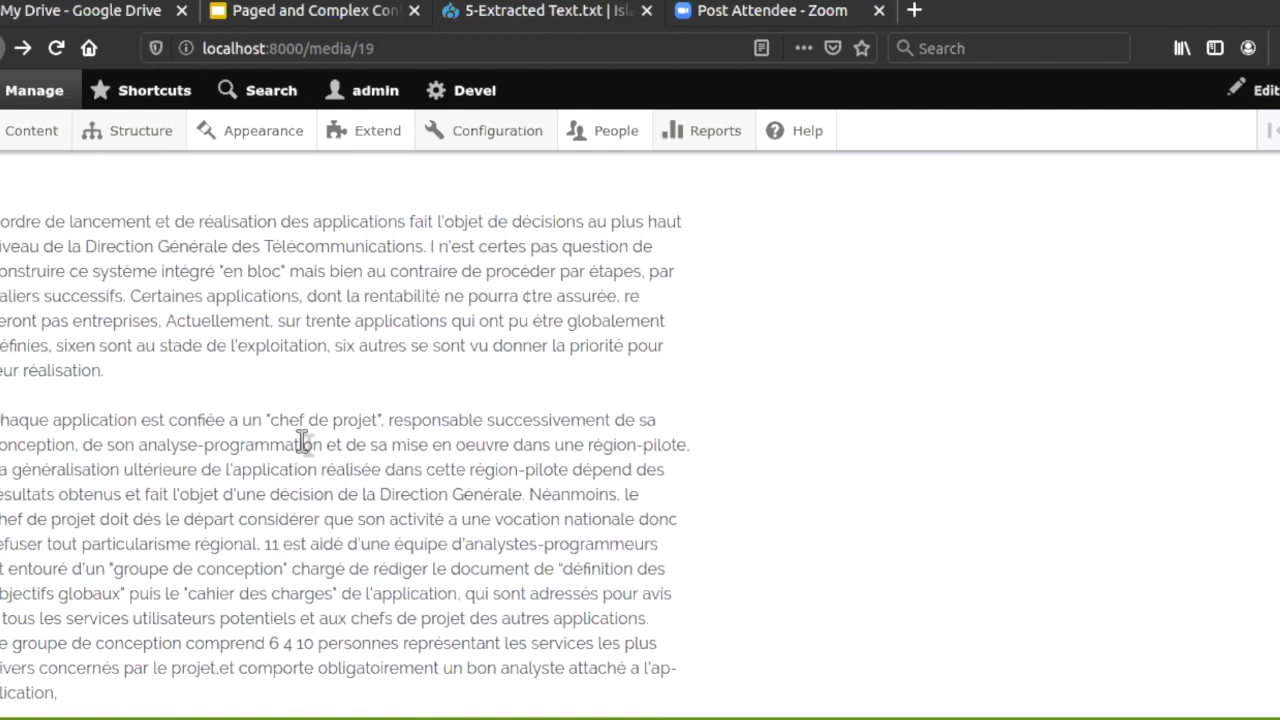 My Drive - Google Drive
Paged and Complex Con
5-Extracted Text.txt | Isl
Post Attendee - Zoom
localhost:8000/media/19
Search
Manage
Shortcuts
Search
admin
Devel
Edit
Content
Structure
Appearance
Extend
Configuration
People
Reports
Help
ordre de lancement et de réalisation des applications fait l'objet de décisions au plus haut
iveau de la Direction Générale des Télécommunications. I n'est certes pas question de
onstruire ce système intégré "en bloc" mais bien au contraire de procéder par étapes, par
aliers successifs. Certaines applications, dont la rentabilité ne pourra ¢tre assurée, re
eront pas entreprises, Actuellement, sur trente applications qui ont pu étre globalement
éfinies, sixen sont au stade de l'exploitation, six autres se sont vu donner la priorité pour
eur réalisation.
haque application est confiée a un "chef de projet", responsable successivement de sa
onception, de son analyse-programmation et de sa mise en oeuvre dans une région-pilote,
a généralisation ultérieure de l'application réalisée dans cette région-pilote dépend des
ésultats obtenus et fait l'objet d'une décision de la Direction Générale. Néanmoins, le
hef de projet doit dés le départ considérer que son activité a une vocation nationale donc
efuser tout particularisme régional, 11 est aidé d'une équipe d'analystes-programmeurs
t entouré d'un "groupe de conception" chargé de rédiger le document de “définition des
bjectifs globaux" puis le "cahier des charges" de l'application, qui sont adressés pour avis
tous les services utilisateurs potentiels et aux chefs de projet des autres applications.
e groupe de conception comprend 6 4 10 personnes représentant les services les plus
ivers concernés par le projet,et comporte obligatoirement un bon analyste attaché a l'ap-
lication,